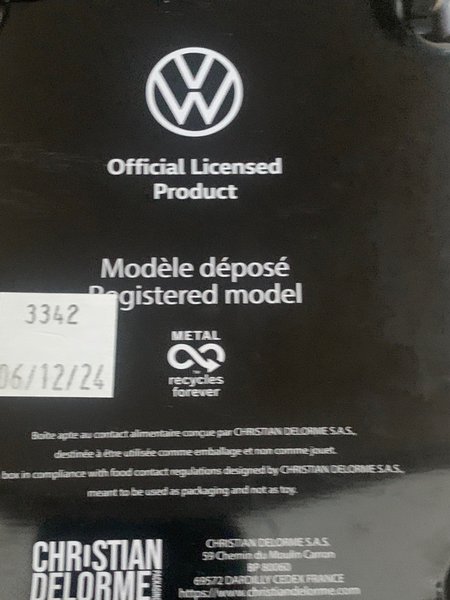 Official Licensed
Product
Modèle déposé
Registered model
3342
06/12/24
METAL
recycles
forever
Boite apte au contact alimentaire conçue par CHRISTIAN DELORME S.A.S.,
destinée à être utilisée comme emballage et non comme jouet.
box in compliance with food contact regulations designed by CHRISTIAN DELORME S.A.S.,
meant to be used as packaging and not as toy.
CHRISTIAN
DELORME
CHRISTIAN DELORME S.A.S.
59 Chemin du Moulin Carron
BP 80060
69572 DARDILLY CEDEX FRANCE
https://www.christiandelorme.com